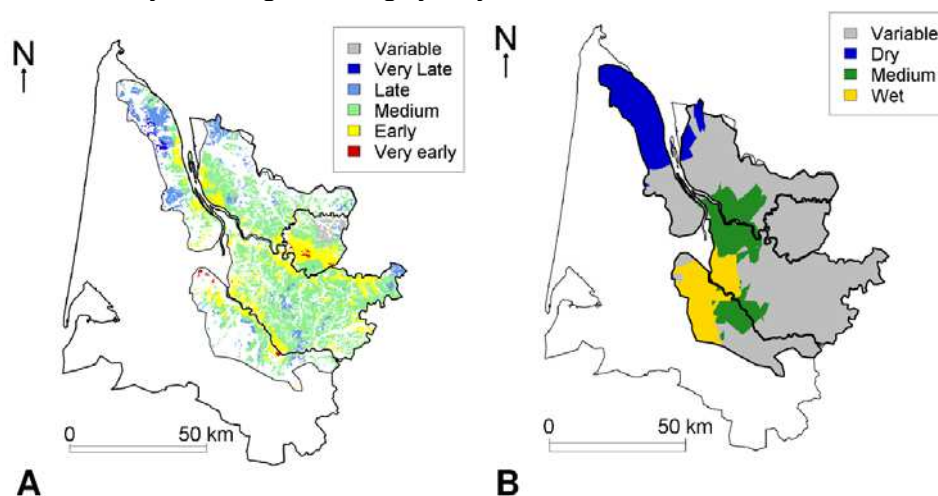 N
Variable
Very Late
Late
Medium
Early
Very early
0
50 km
A
N
Variable
Dry
Medium
Wet
0
50 km
B